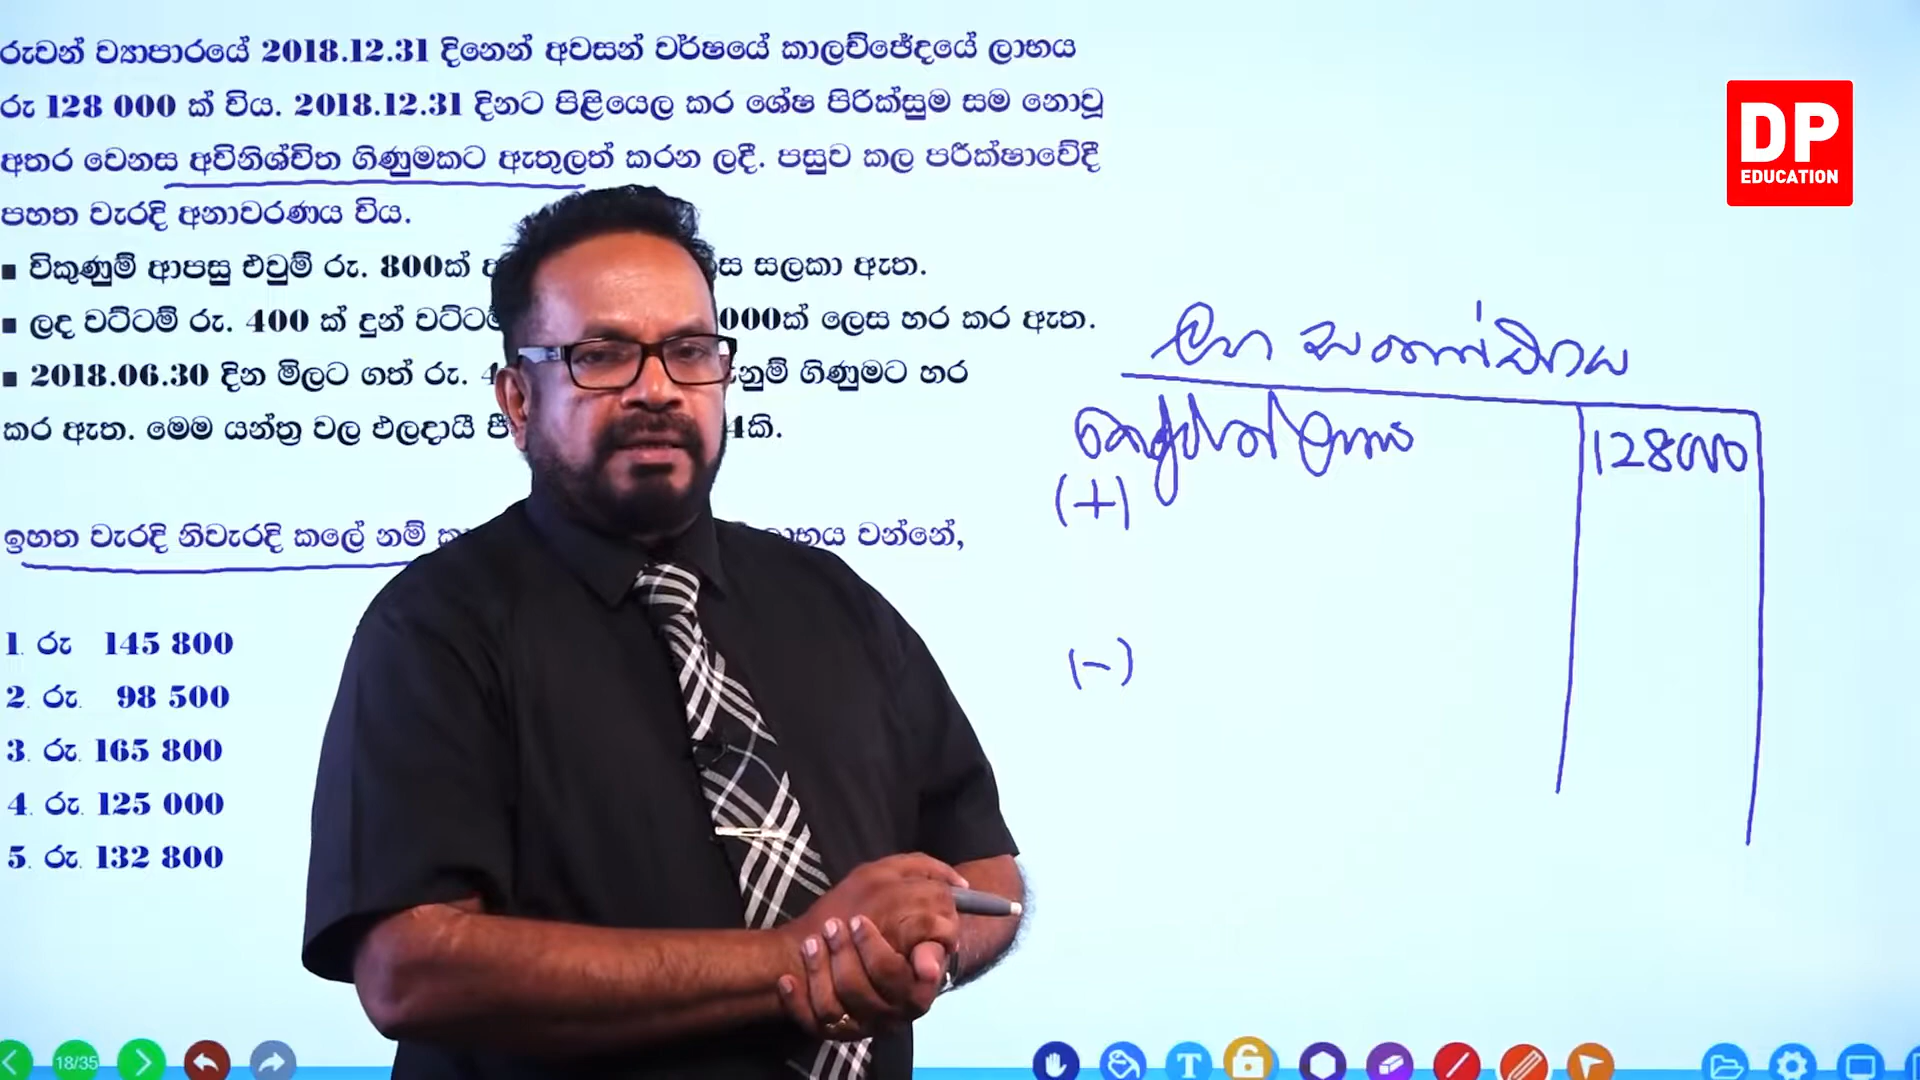 රුවන් ව්‍යාපාරයේ 2018.12.31 දිනෙන් අවසන් වර්ෂයේ කාලච්ඡේදයේ ලාභය
රු 128 000 ක් විය. 2018.12.31 දිනට පිළියෙල කර ශේෂ පිරික්සුම සම නොවූ
අතර වෙනස අවිනිශ්චිත ගිණුමකට ඇතුලත් කරන ලදී. පසුව කල පරීක්ෂාවේදී
පහත වැරදි අනාවරණය විය.
▪ විකුණුම් ආපසු එවුම් රු. 800ක් සලකා ඇත.
▪ ලද වට්ටම් රු. 400 ක් දුන් 000ක් ලෙස හර කර ඇත.
▪ 2018.06.30 දින මිලට ගත් රු. ගිණුමට හර
කර ඇත. මෙම යන්ත්‍ර වල ඵලදායී
ඉහත වැරදි නිවැරදි කලේ නම් වන්නේ,
1. රු 145 800
2. රු. 98 500
3. රු. 165 800
4. රු. 125 000
5. රු. 132 800
DP
EDUCATION
ලාභය 128000
(+)
(-)
18/35